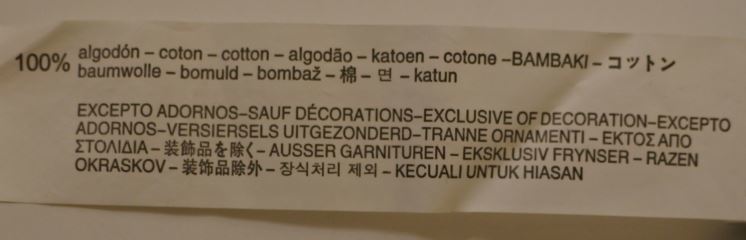 100% algodón – coton – cotton – algodão – katoen – cotone –BAMBAKI – コットン
baumwolle – bomuld – bombaž – 棉 – 면 – katun
EXCEPTO ADORNOS–SAUF DÉCORATIONS–EXCLUSIVE OF DECORATION–EXCEPTO
ADORNOS–VERSIERSELS UITGEZONDERD–TRANNE ORNAMENTI – ΕΚΤΟΣ ΑΠΟ
ΣΤΟΛΙΔΙΑ – 装飾品を除く– AUSSER GARNITUREN – EKSKLUSIV FRYNSER – RAZEN
OKRASKOV – 装饰品除外 – 장식처리 제외 – KECUALI UNTUK HIASAN